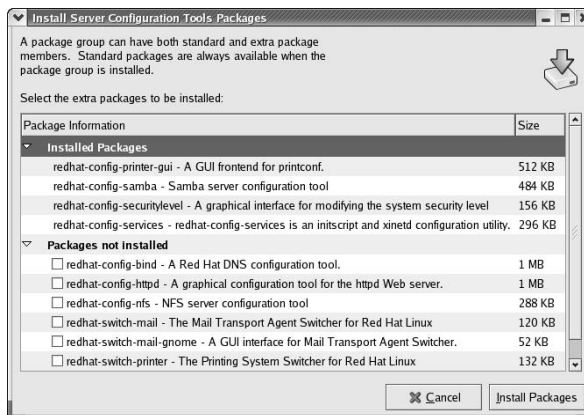 Install Server Configuration Tools Packages
A package group can have both standard and extra package
members. Standard packages are always available when the
package group is installed.
Select the extra packages to be installed:
Package Information Size
Installed Packages
redhat-config-printer-gui - A GUI frontend for printconf. 512 KB
redhat-config-samba - Samba server configuration tool 484 KB
redhat-config-securitylevel - A graphical interface for modifying the system security level 156 KB
redhat-config-services - redhat-config-services is an initscript and xinetd configuration utility. 296 KB
Packages not installed
redhat-config-bind - A Red Hat DNS configuration tool. 1 MB
redhat-config-httpd - A graphical configuration tool for the httpd Web server. 1 MB
redhat-config-nfs - NFS server configuration tool 288 KB
redhat-switch-mail - The Mail Transport Agent Switcher for Red Hat Linux 120 KB
redhat-switch-mail-gnome - A GUI interface for Mail Transport Agent Switcher. 52 KB
redhat-switch-printer - The Printing System Switcher for Red Hat Linux 132 KB
Cancel Install Packages